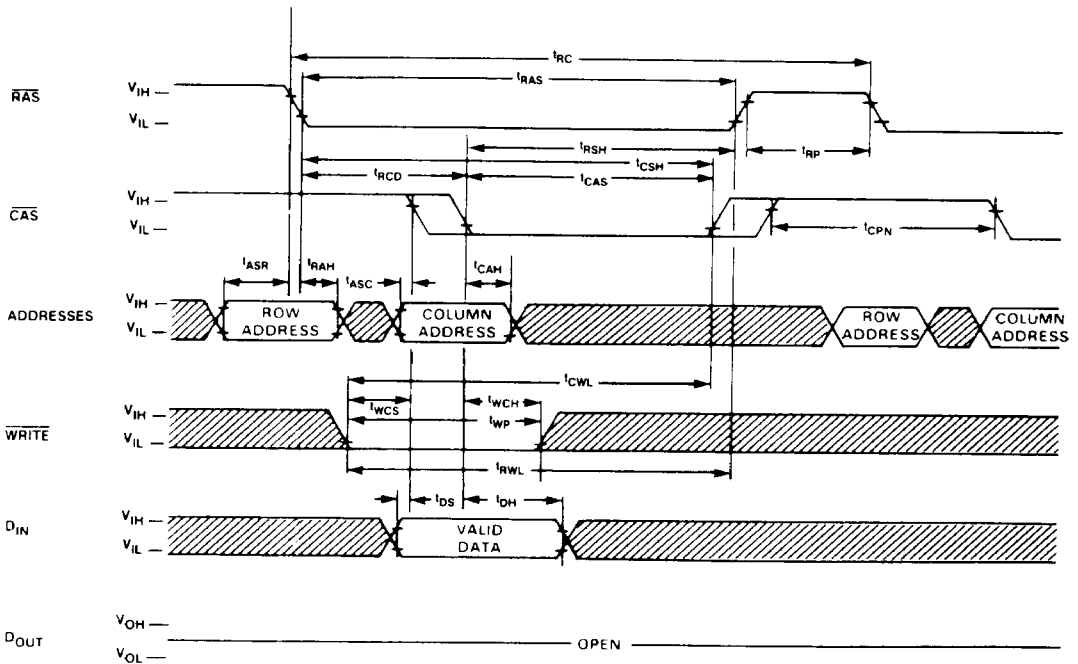 tRC
tRAS
RAS
VIH
VIL
tRSH
tRP
tCSH
tRCD
tCAS
CAS
VIH
VIL
tCPN
tASR
tRAH
tASC
tCAH
ADDRESSES
VIH
VIL
ROW ADDRESS
COLUMN ADDRESS
ROW ADDRESS
COLUMN ADDRESS
tCWL
WRITE
VIH
VIL
tWCS
tWCH
tWP
tRWL
tDS
tDH
DIN
VIH
VIL
VALID DATA
DOUT
VOH
OPEN
VOL